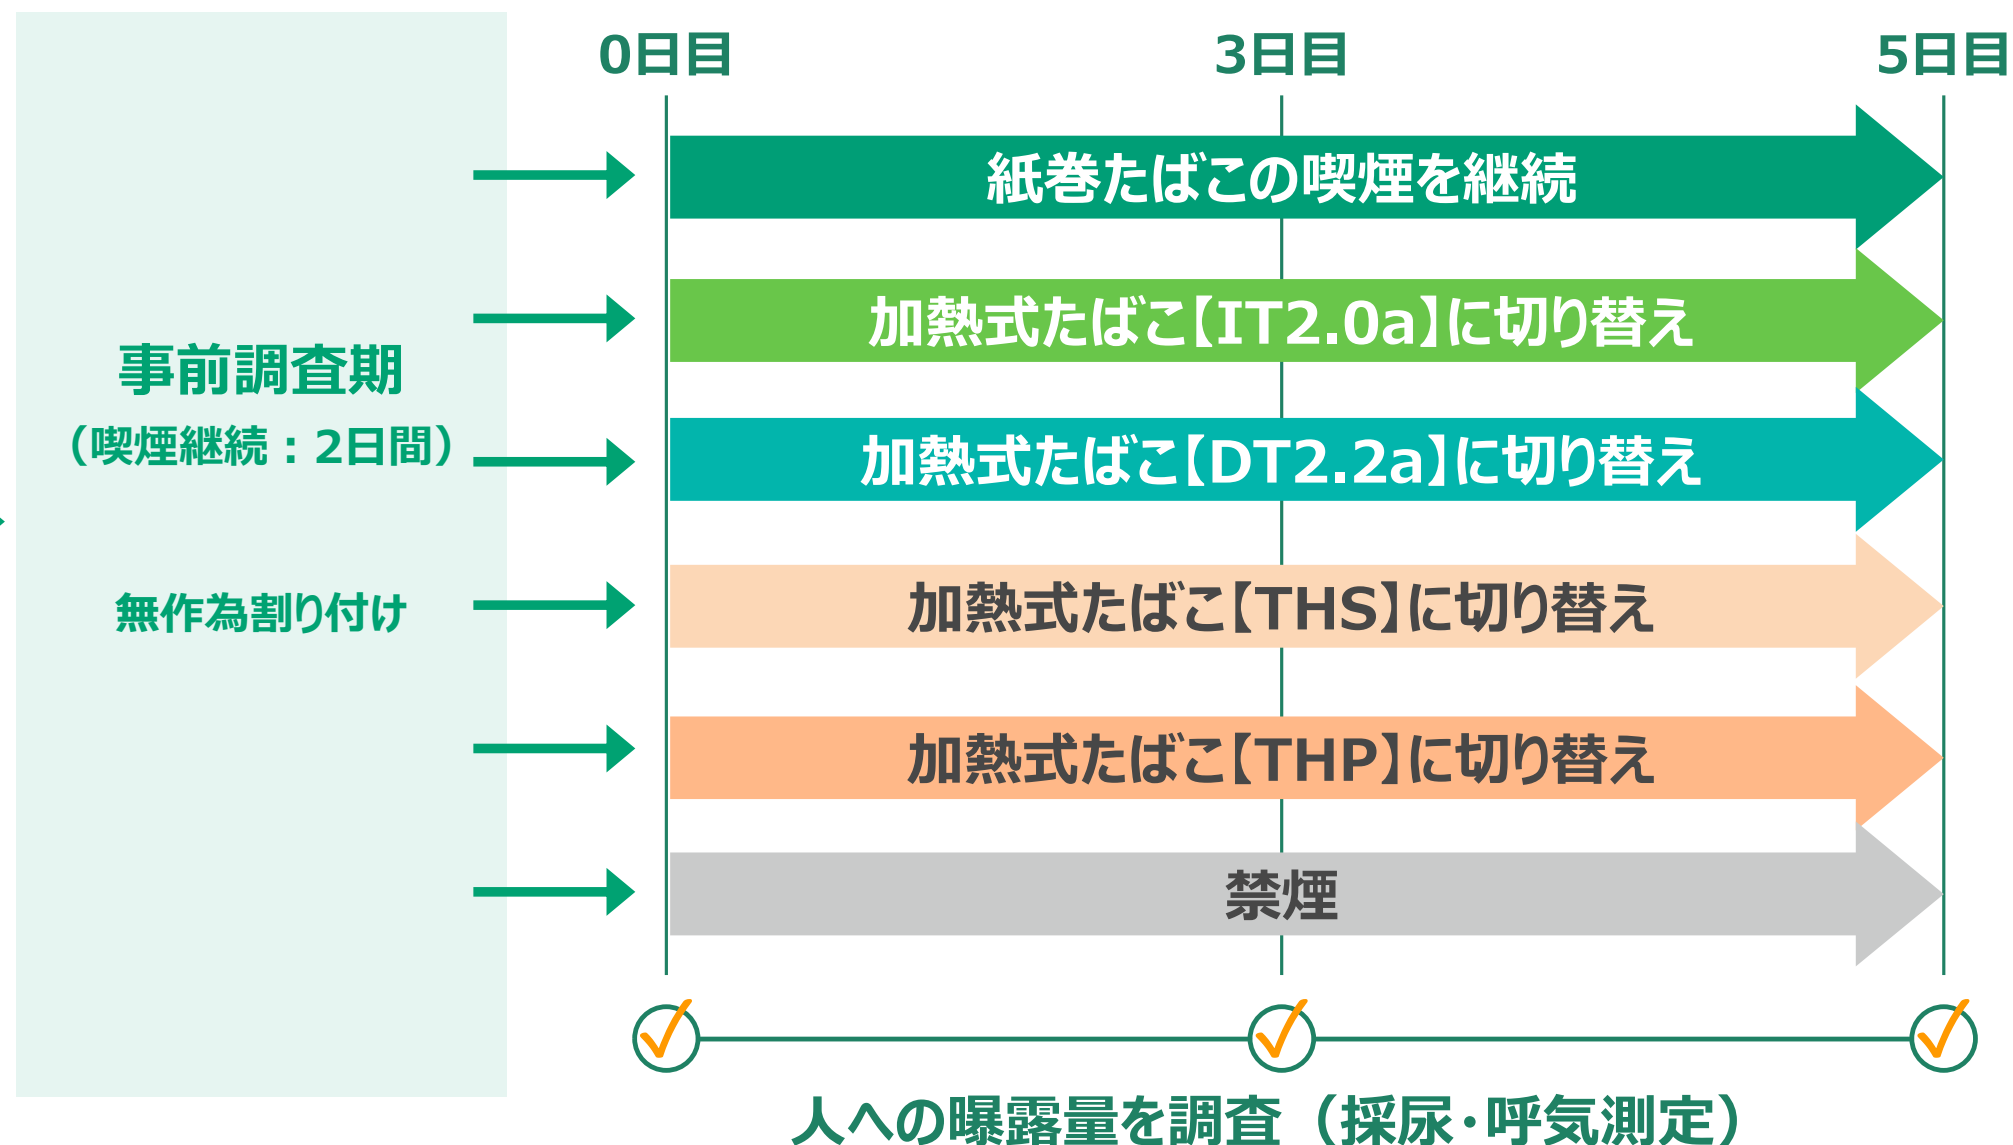 0日目
3日目
5日目
事前調査期
（喫煙継続：2日間）
無作為割り付け
紙巻たばこの喫煙を継続
加熱式たばこ【IT2.0a】に切り替え
加熱式たばこ【DT2.2a】に切り替え
加熱式たばこ【THS】に切り替え
加熱式たばこ【THP】に切り替え
禁煙
人への曝露量を調査（採尿・呼気測定）